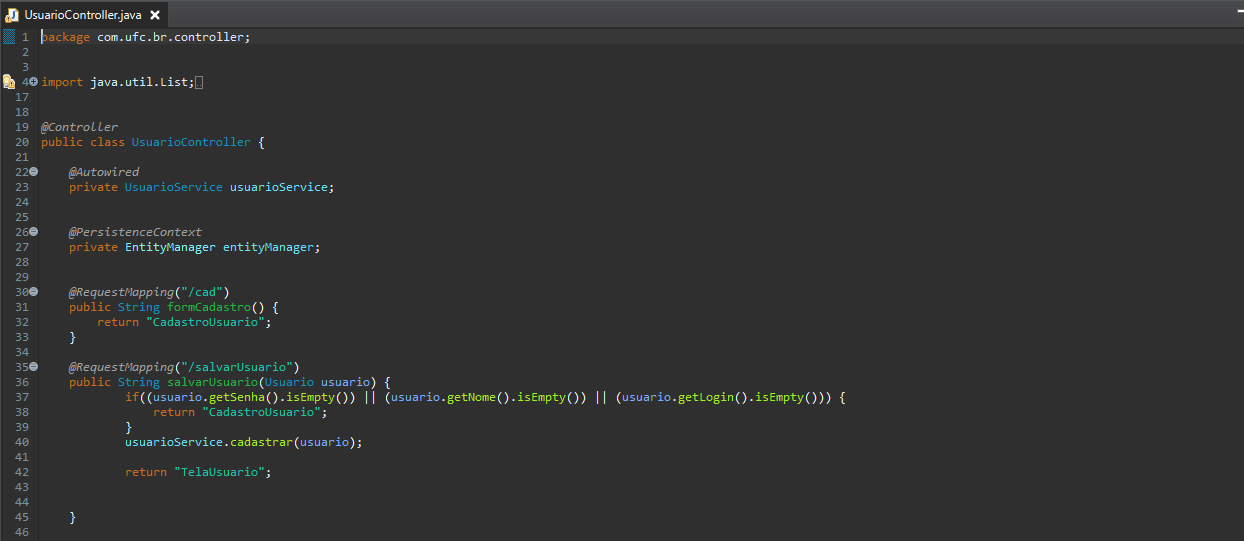 UsuarioController.java
1 package com.ufc.br.controller;
2
3
4 import java.util.List;
17
18
19 @Controller
20 public class UsuarioController {
21
22 @Autowired
23 private UsuarioService usuarioService;
24
25
26 @PersistenceContext
27 private EntityManager entityManager;
28
29
30 @RequestMapping("/cad")
31 public String formCadastro() {
32 return "CadastroUsuario";
33 }
34
35 @RequestMapping("/salvarUsuario")
36 public String salvarUsuario(Usuario usuario) {
37 if((usuario.getSenha().isEmpty()) || (usuario.getNome().isEmpty()) || (usuario.getLogin().isEmpty())) {
38 return "CadastroUsuario";
39 }
40 usuarioService.cadastrar(usuario);
41
42 return "TelaUsuario";
43
44
45 }
46